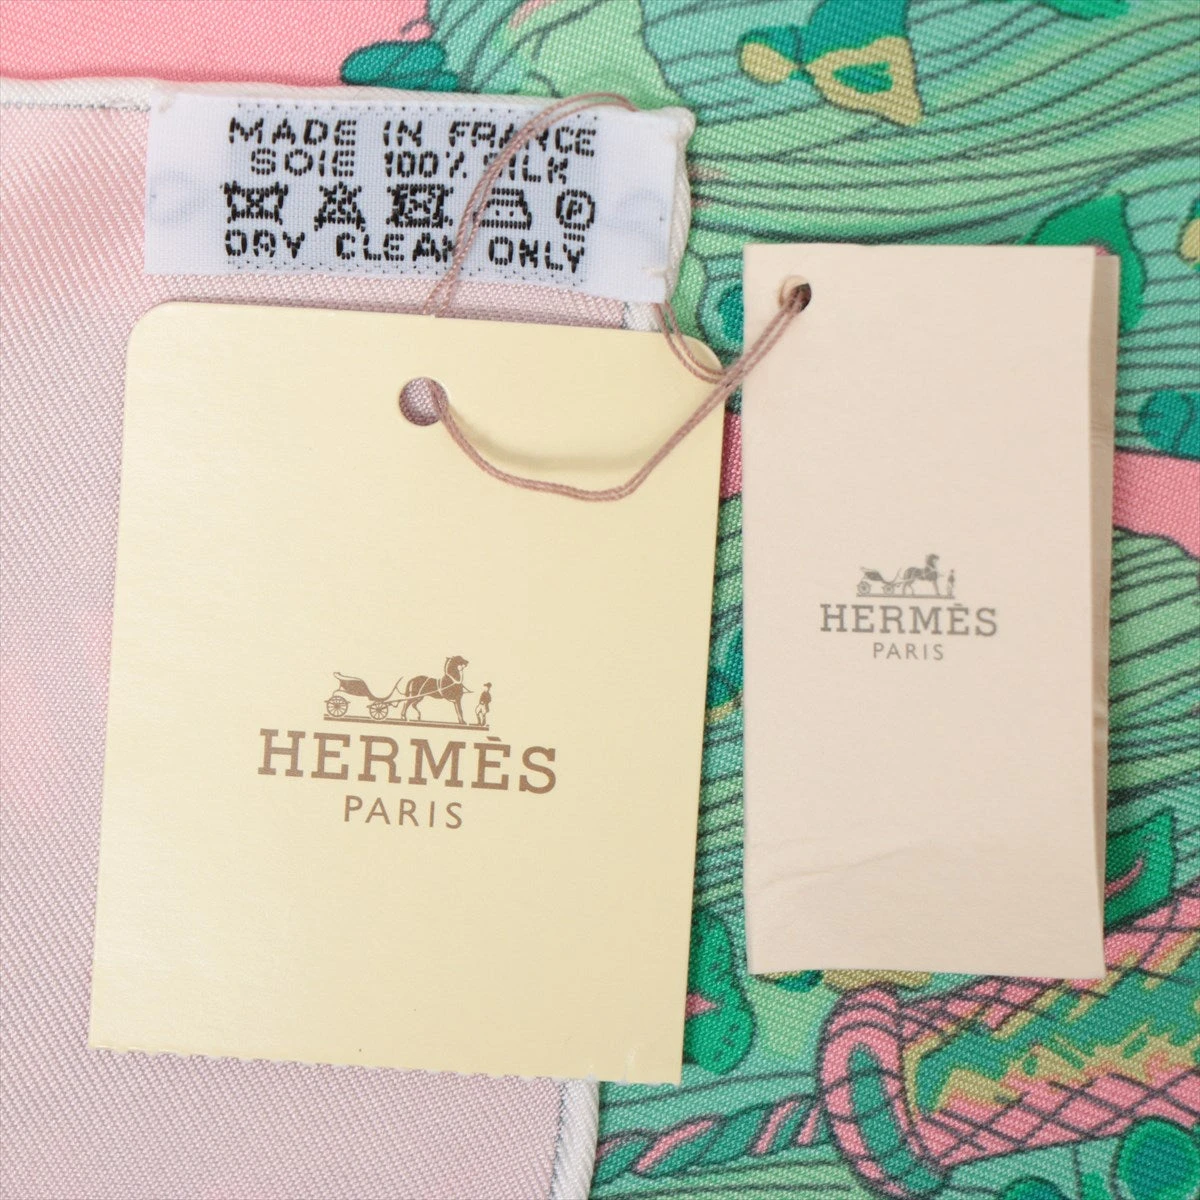 MADE IN FRANCE
SOIE 100% SILK
P
DRY CLEAN ONLY
HERMÈS
PARIS
HERMÈS
PARIS